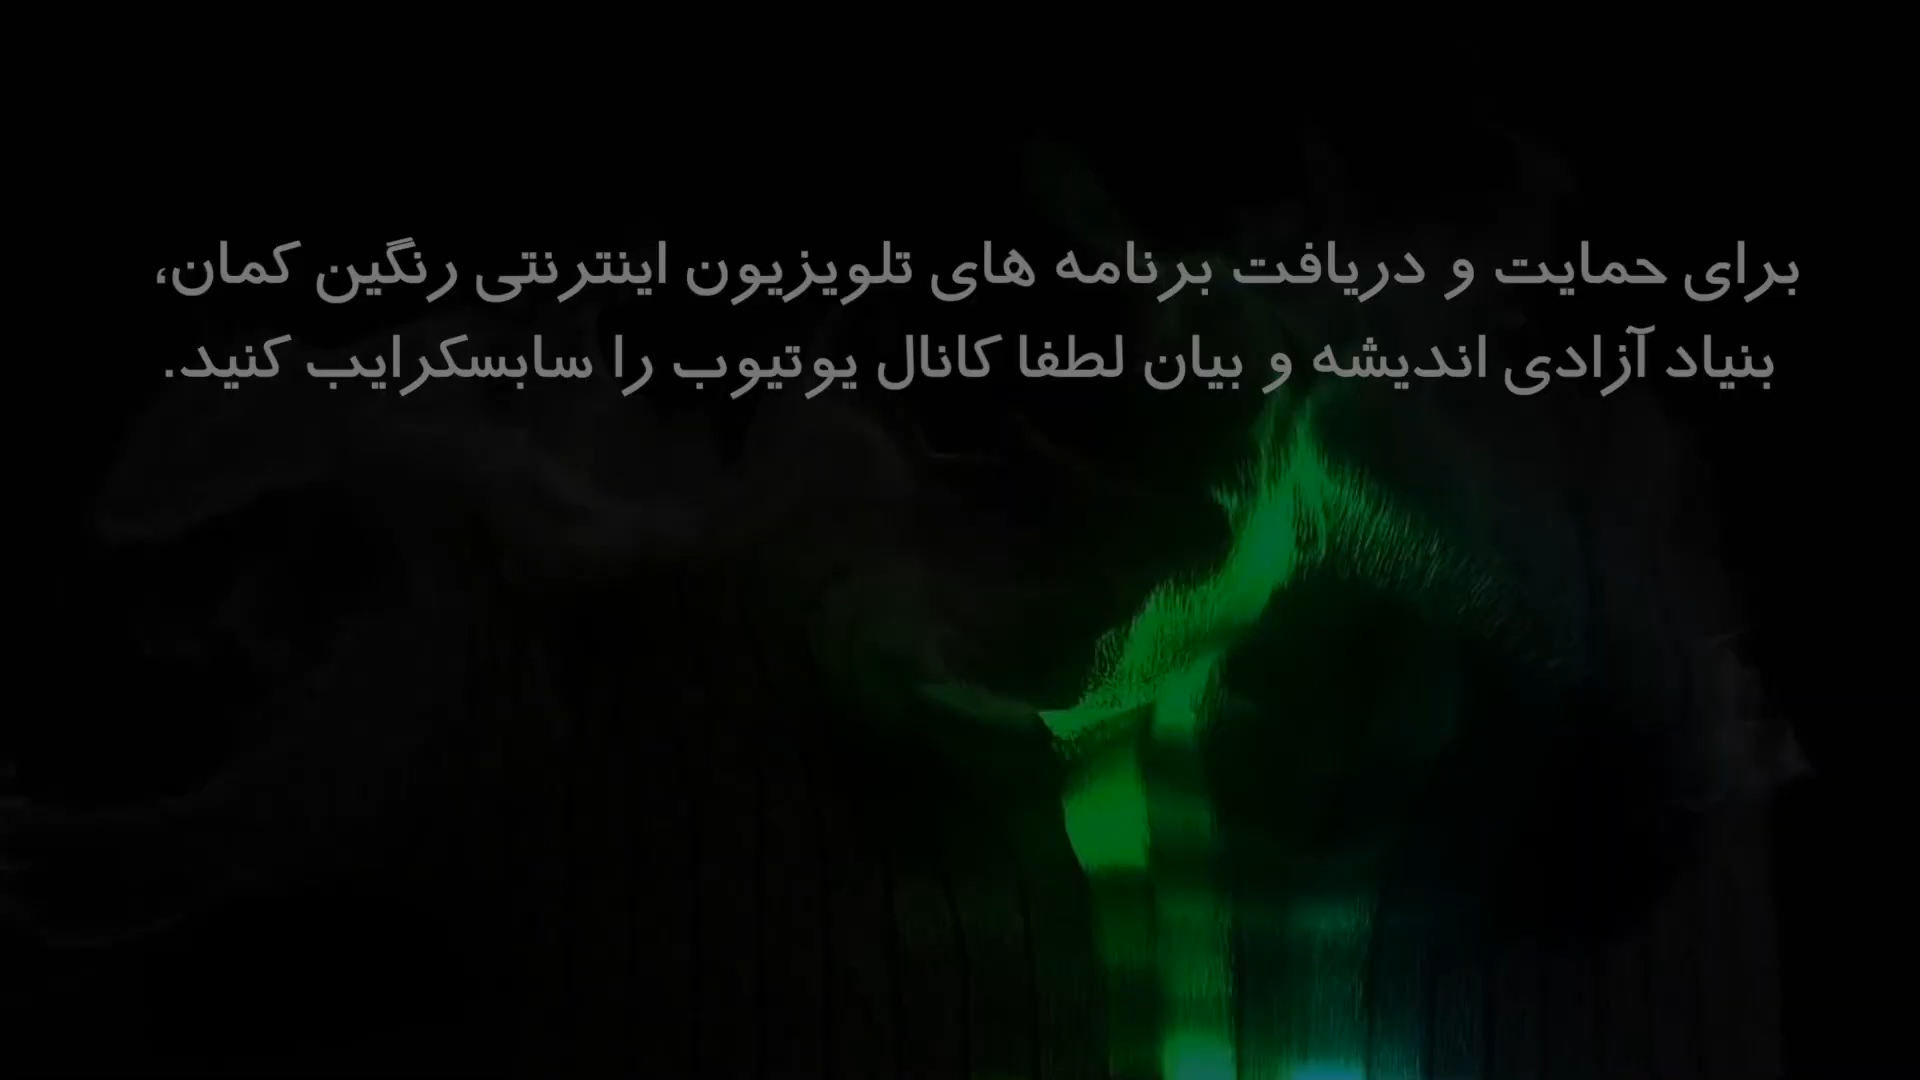 برای حمایت و دریافت برنامه های تلویزیون اینترنتی رنگین کمان،
بنیاد آزادی اندیشه و بیان لطفا کانال یوتیوب را سابسکرایب کنید.